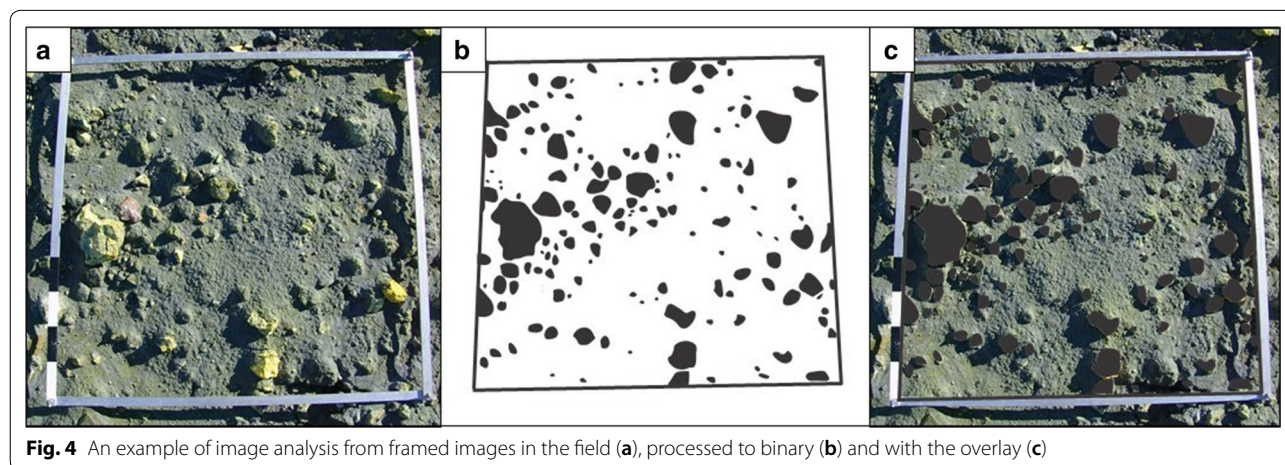 a
b
c
Fig. 4 An example of image analysis from framed images in the field (a), processed to binary (b) and with the overlay (c)